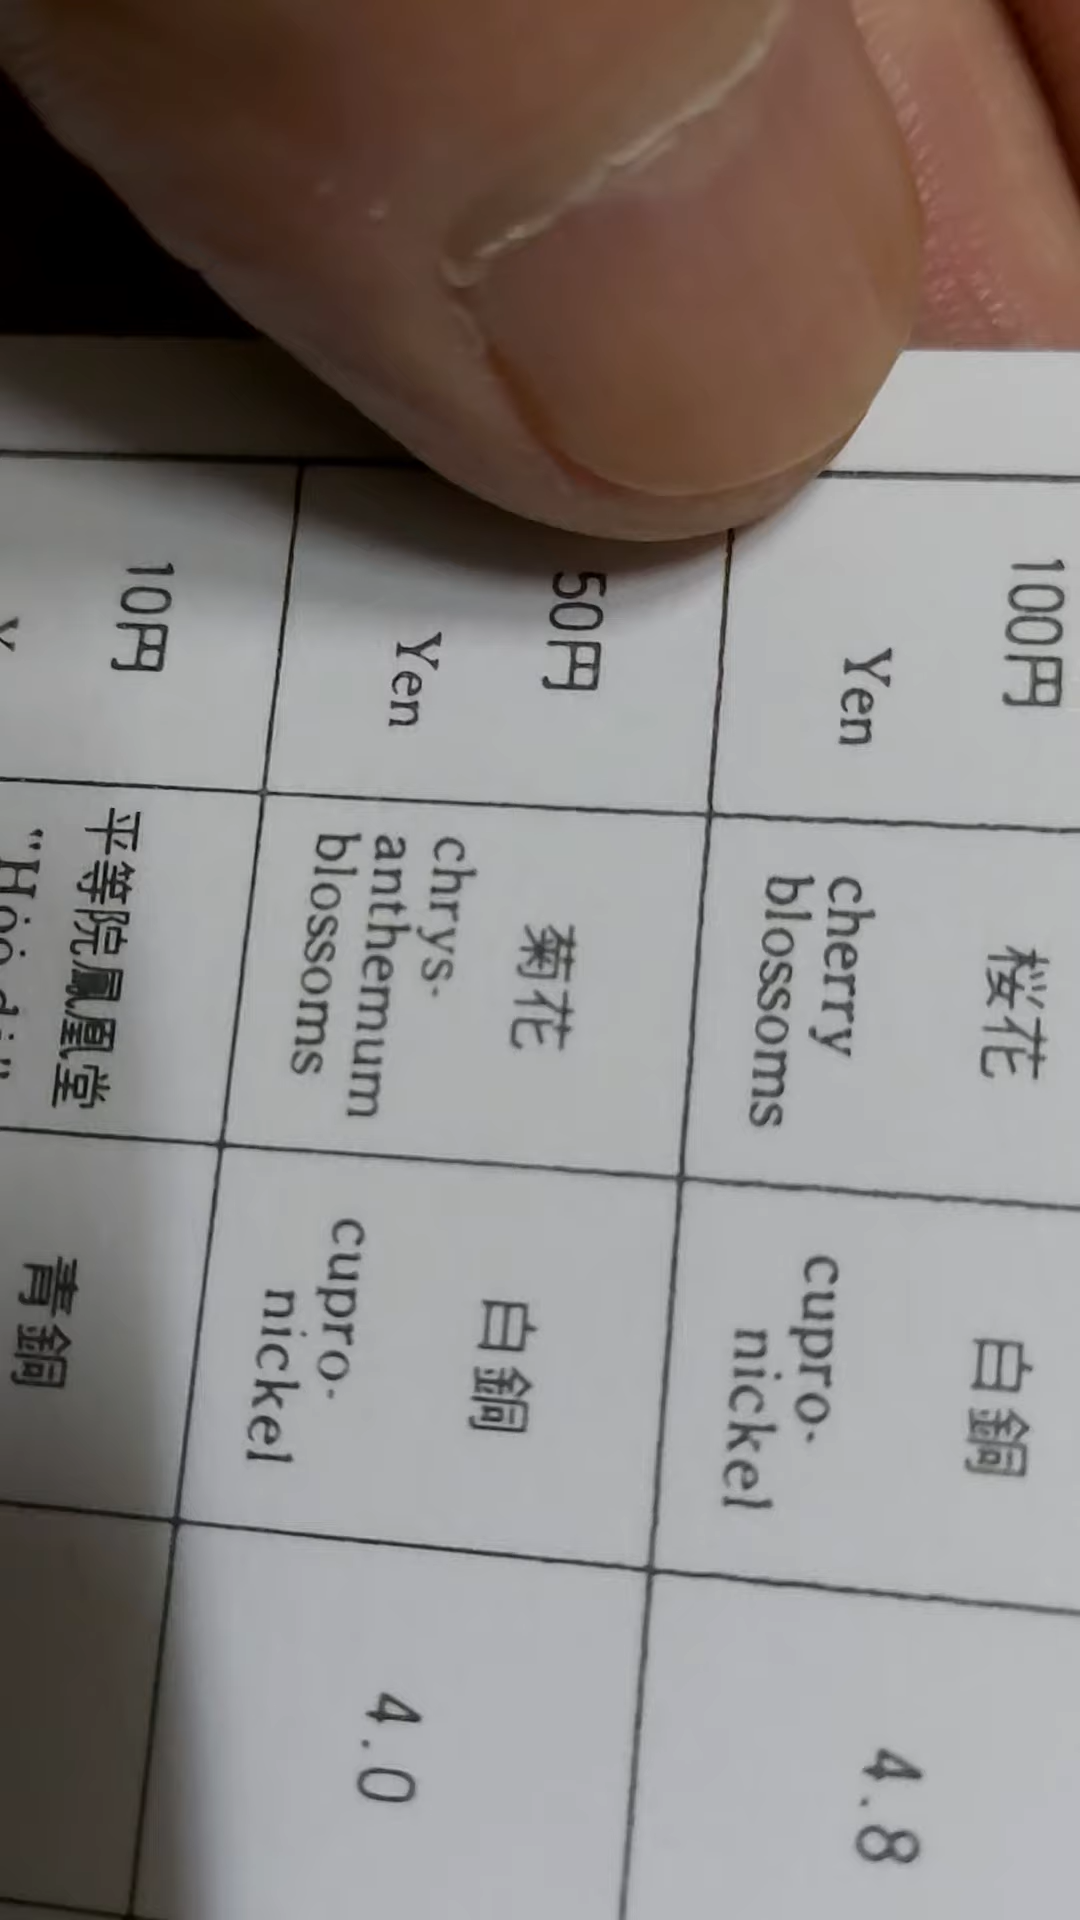 100円
Yen
桜花
cherry
blossoms
白銅
cupro-
nickel
4.8
50円
Yen
菊花
chrys-
anthemum
blossoms
白銅
cupro-
nickel
4.0
10円
平等院鳳凰堂
青銅